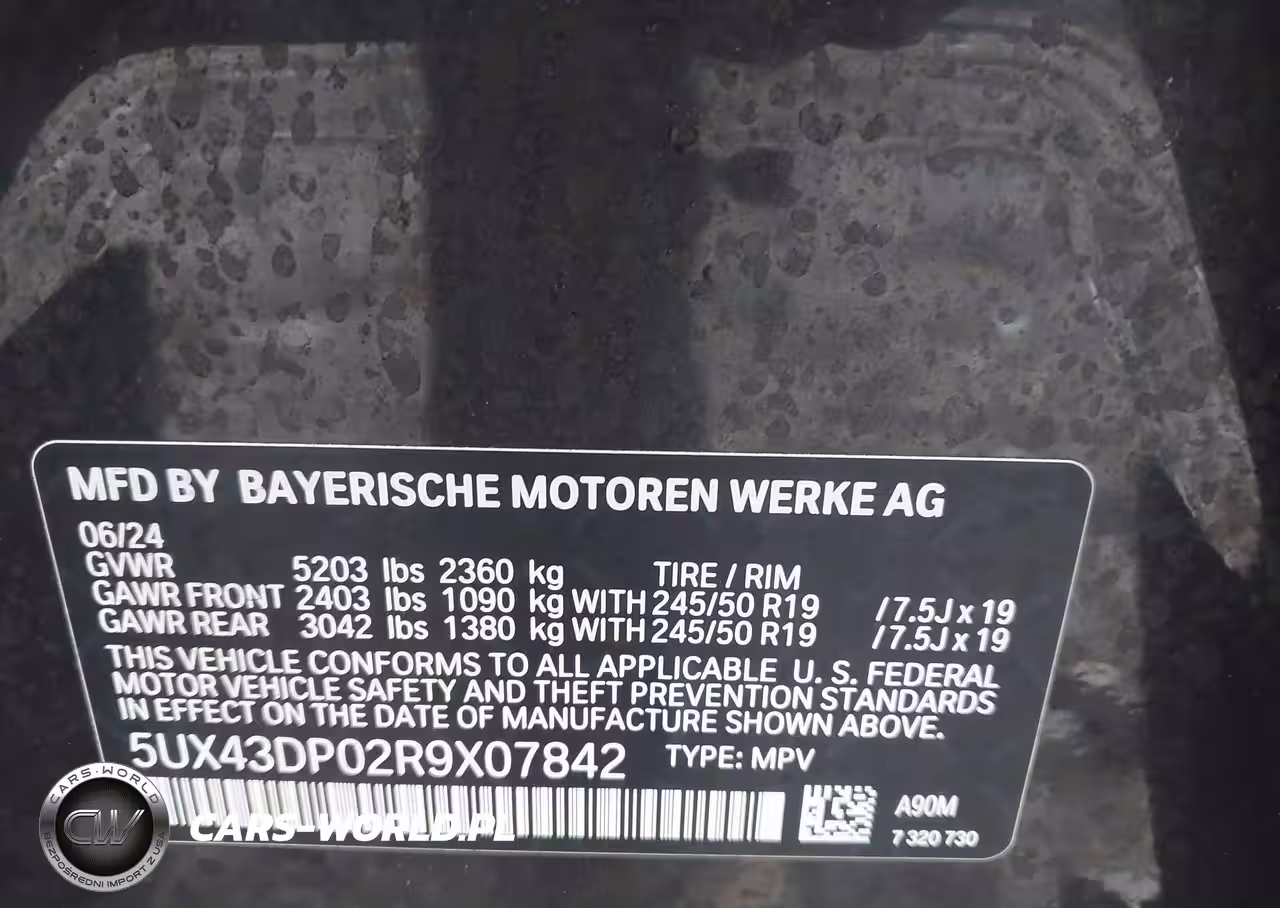 MFD BY BAYERISCHE MOTOREN WERKE AG
06/24
GVWR 5203 lbs 2360 kg TIRE / RIM
GAWR FRONT 2403 lbs 1090 kg WITH 245/50 R19 / 7.5J x 19
GAWR REAR 3042 lbs 1380 kg WITH 245/50 R19 / 7.5J x 19
THIS VEHICLE CONFORMS TO ALL APPLICABLE U. S. FEDERAL
MOTOR VEHICLE SAFETY AND THEFT PREVENTION STANDARDS
IN EFFECT ON THE DATE OF MANUFACTURE SHOWN ABOVE.
5UX43DP02R9X07842 TYPE: MPV
A90M
7 320 730
CARS-WORLD
CW
BEZPOŚREDNI IMPORT Z USA
CARS-WORLD.PL